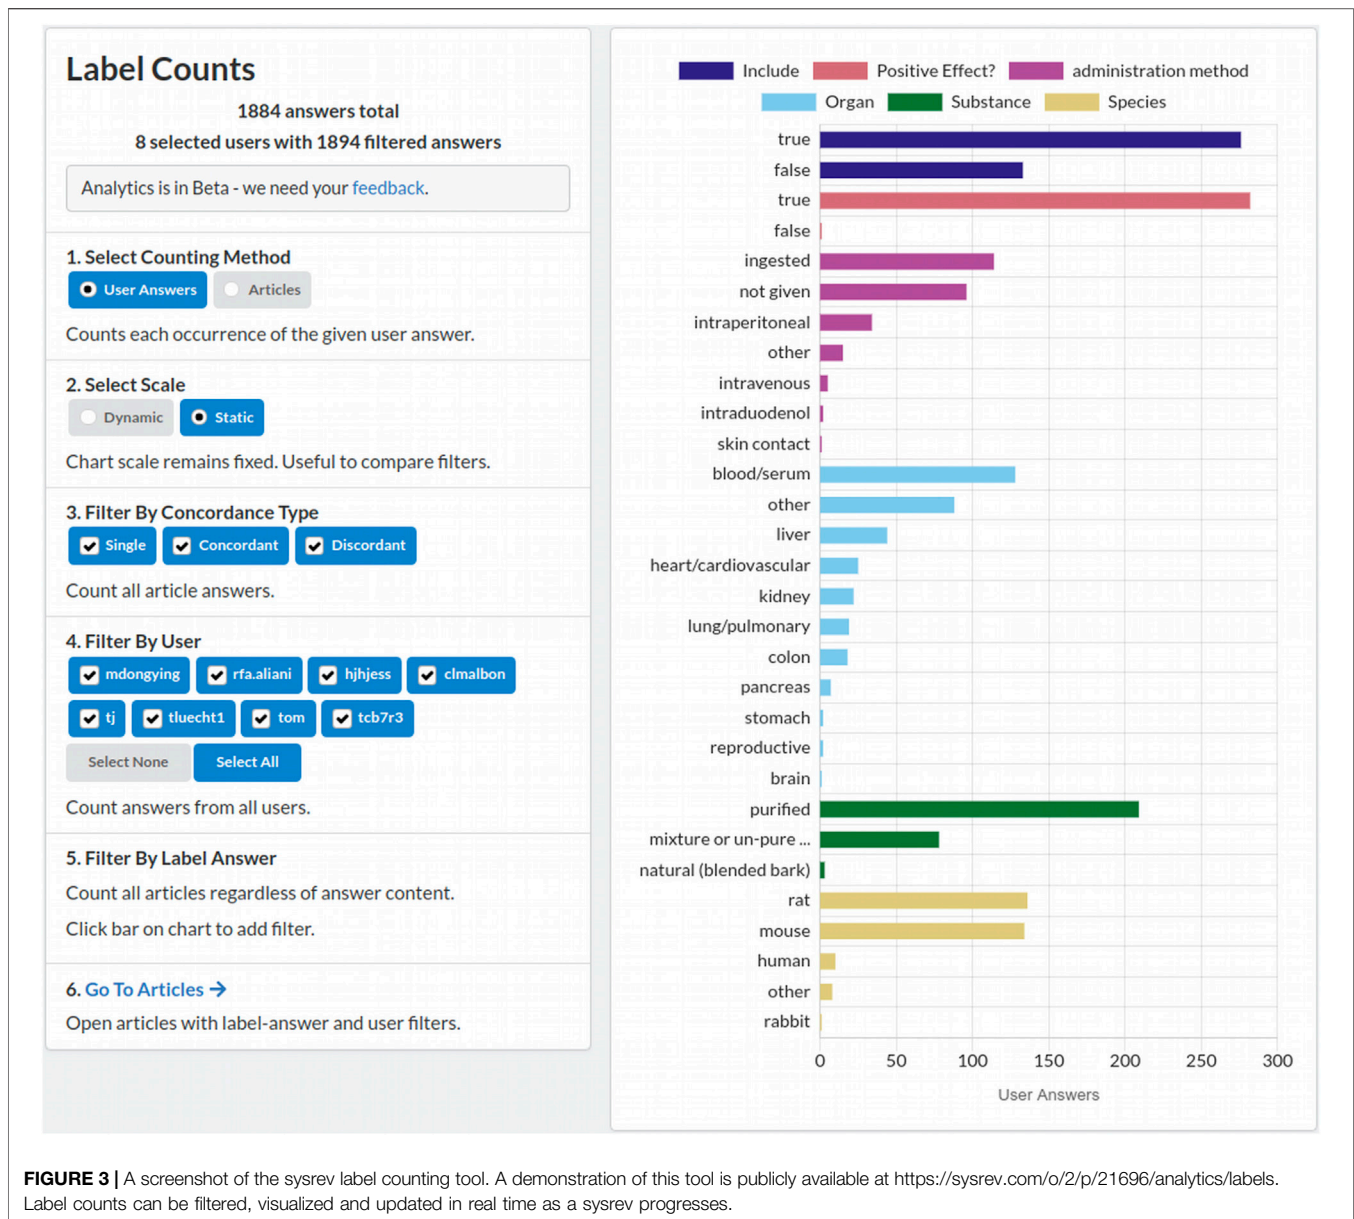 Label Counts
1884 answers total
8 selected users with 1894 filtered answers
Analytics is in Beta - we need your feedback.
1. Select Counting Method
User Answers Articles
Counts each occurrence of the given user answer.
2. Select Scale
Dynamic Static
Chart scale remains fixed. Useful to compare filters.
3. Filter By Concordance Type
Single Concordant Discordant
Count all article answers.
4. Filter By User
mdongying rfa.aliani hjhjess clmalbon
tj tluecht1 tom tcb7r3
Select None Select All
Count answers from all users.
5. Filter By Label Answer
Count all articles regardless of answer content.
Click bar on chart to add filter.
6. Go To Articles →
Open articles with label-answer and user filters.
Include Positive Effect? administration method
Organ Substance Species
true
false
true
false
ingested
not given
intraperitoneal
other
intravenous
intraduodenol
skin contact
blood/serum
other
liver
heart/cardiovascular
kidney
lung/pulmonary
colon
pancreas
stomach
reproductive
brain
purified
mixture or un-pure ...
natural (blended bark)
rat
mouse
human
other
rabbit
0 50 100 150 200 250 300
User Answers
FIGURE 3 | A screenshot of the sysrev label counting tool. A demonstration of this tool is publicly available at https://sysrev.com/o/2/p/21696/analytics/labels.
Label counts can be filtered, visualized and updated in real time as a sysrev progresses.